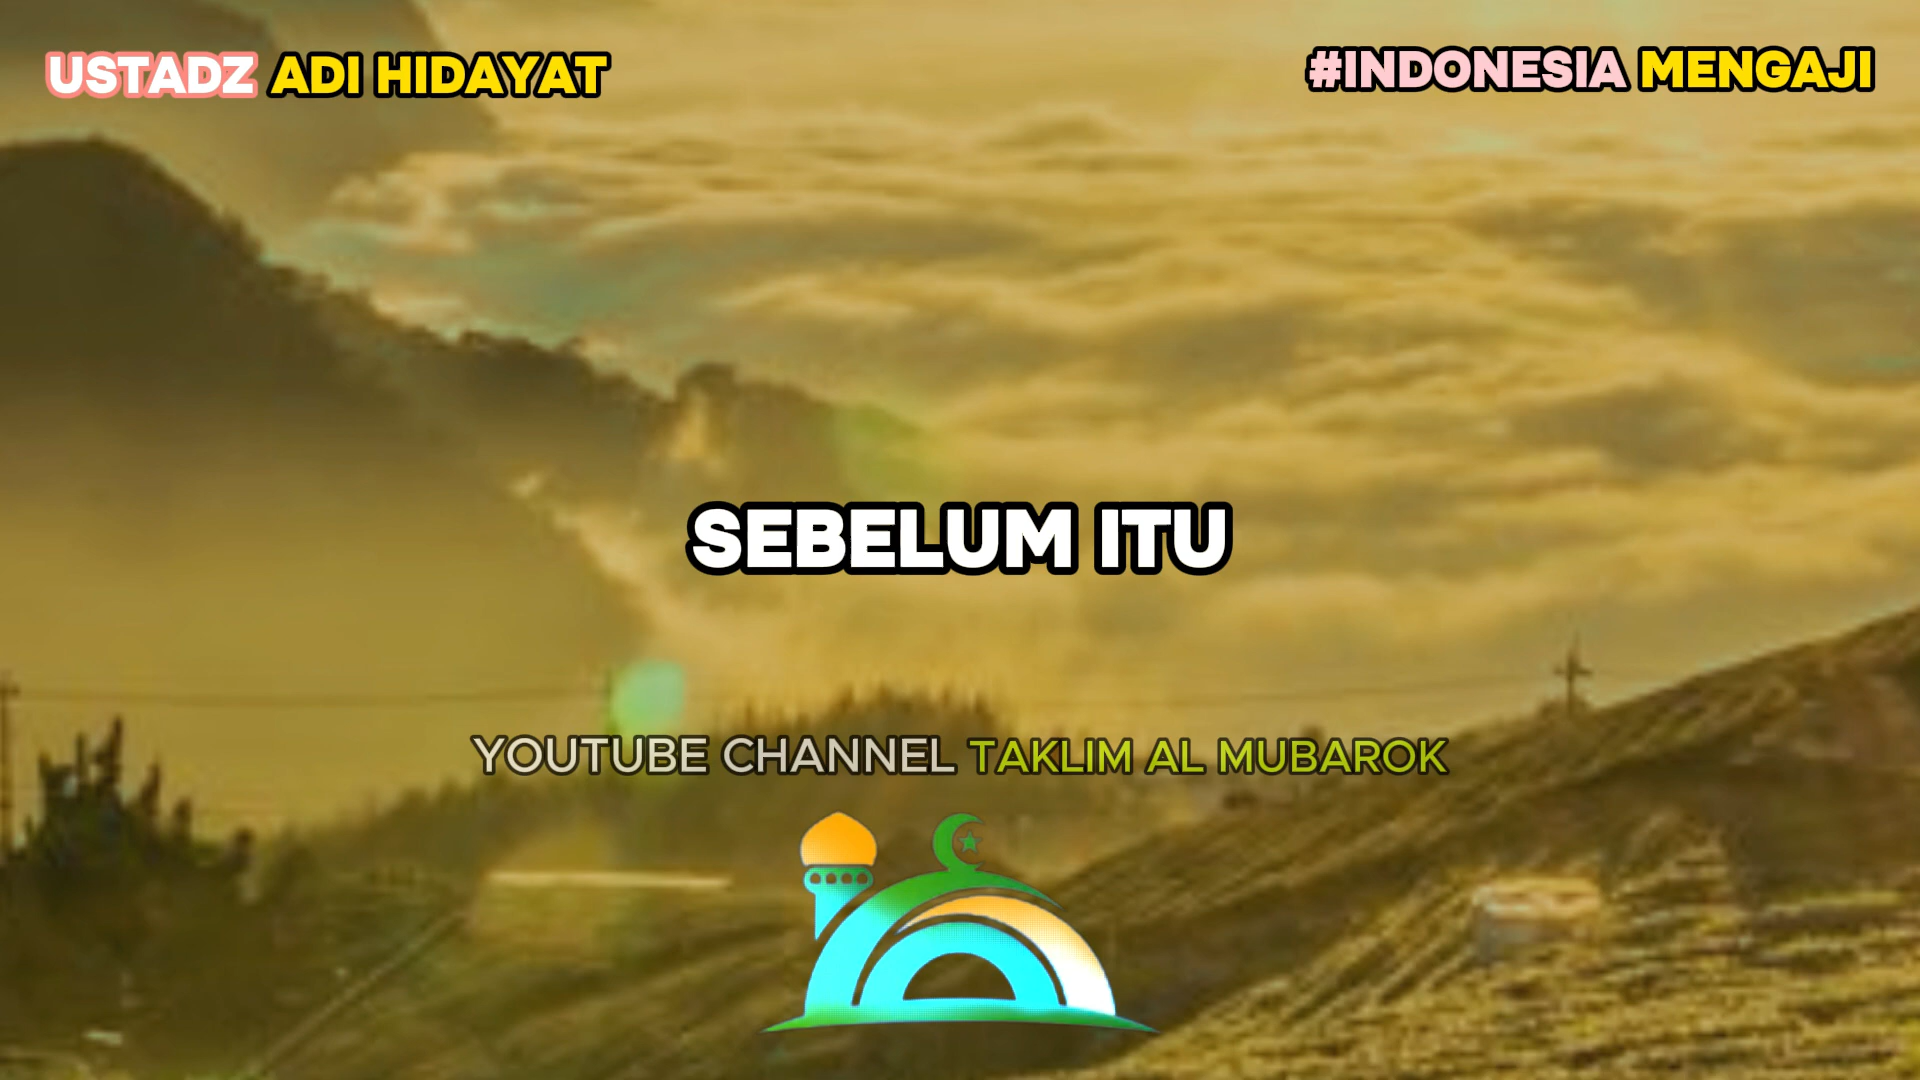 USTADZ ADI HIDAYAT
#INDONESIA MENGAJI
SEBELUM ITU
YOUTUBE CHANNEL TAKLIM AL MUBAROK